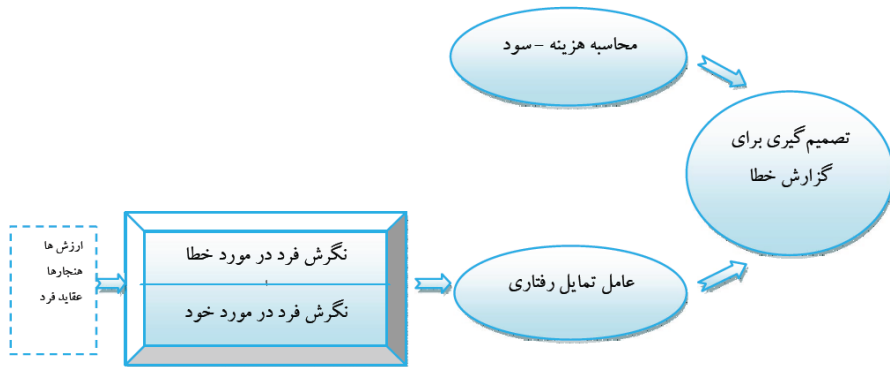 محاسبه هزینه – سود
تصمیم‌گیری برای
گزارش خطا
ارزش ها
هنجارها
عقاید فرد
نگرش فرد در مورد خطا
نگرش فرد در مورد خود
عامل تمایل رفتاری